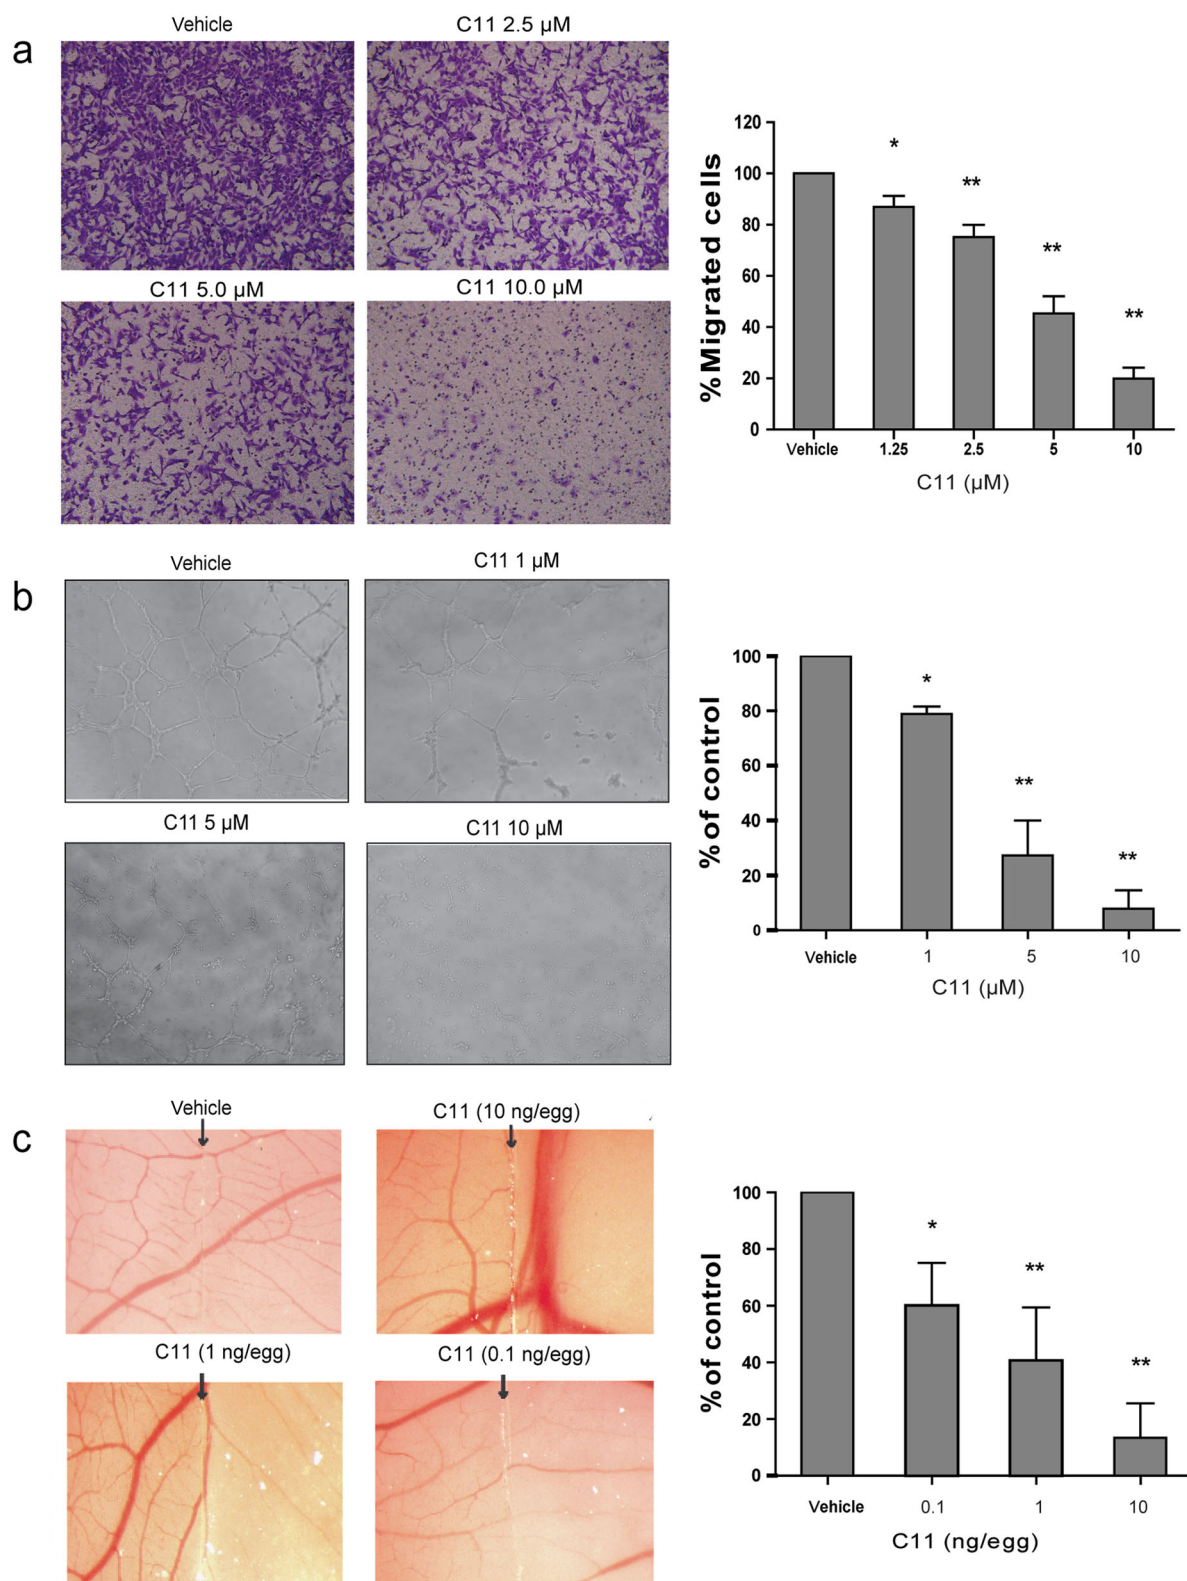 a
Vehicle
C11 2.5 µM
C11 5.0 µM
C11 10.0 µM
%Migrated cells
120
100
80
60
40
20
0
*
**
**
**
Vehicle
1.25
2.5
5
10
C11 (µM)
b
Vehicle
C11 1 µM
C11 5 µM
C11 10 µM
% of control
100
80
60
40
20
0
*
**
**
Vehicle
1
5
10
C11 (µM)
c
Vehicle
C11 (10 ng/egg)
C11 (1 ng/egg)
C11 (0.1 ng/egg)
% of control
100
80
60
40
20
0
*
**
**
Vehicle
0.1
1
10
C11 (ng/egg)